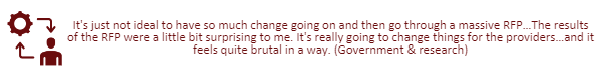 It's just not ideal to have so much change going on and then go through a massive RFP...The results
of the RFP were a little bit surprising to me. It's really going to change things for the providers...and it
feels quite brutal in a way. (Government & research)